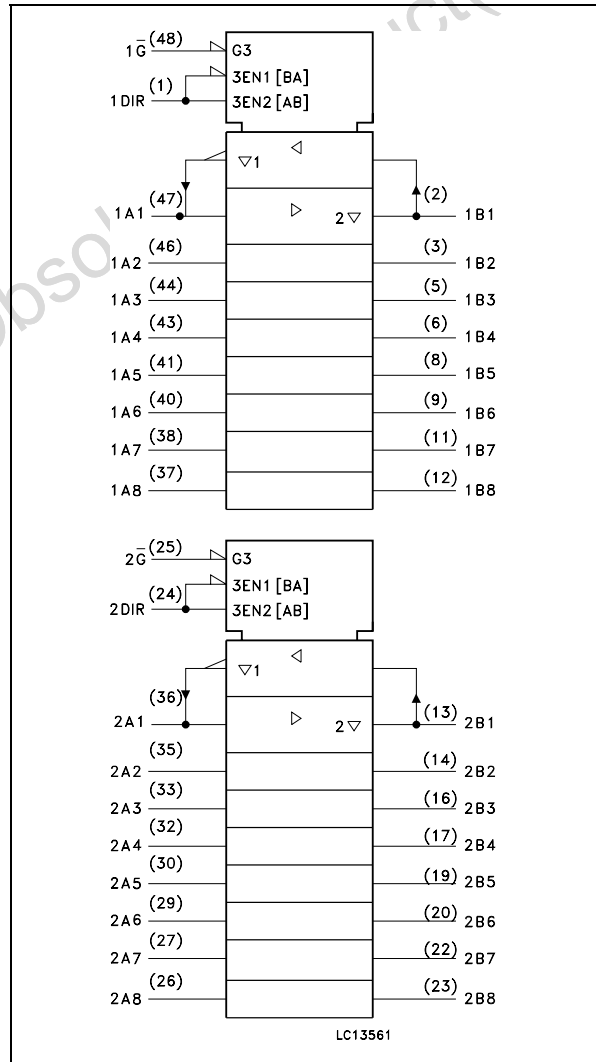 1G̅ (48) G3
3EN1 [BA]
1DIR (1) 3EN2 [AB]
▽1 ◁
1A1 (47) ▷ 2▽ (2) 1B1
1A2 (46) (3) 1B2
1A3 (44) (5) 1B3
1A4 (43) (6) 1B4
1A5 (41) (8) 1B5
1A6 (40) (9) 1B6
1A7 (38) (11) 1B7
1A8 (37) (12) 1B8
2G̅ (25) G3
3EN1 [BA]
2DIR (24) 3EN2 [AB]
▽1 ◁
2A1 (36) ▷ 2▽ (13) 2B1
2A2 (35) (14) 2B2
2A3 (33) (16) 2B3
2A4 (32) (17) 2B4
2A5 (30) (19) 2B5
2A6 (29) (20) 2B6
2A7 (27) (22) 2B7
2A8 (26) (23) 2B8
LC13561